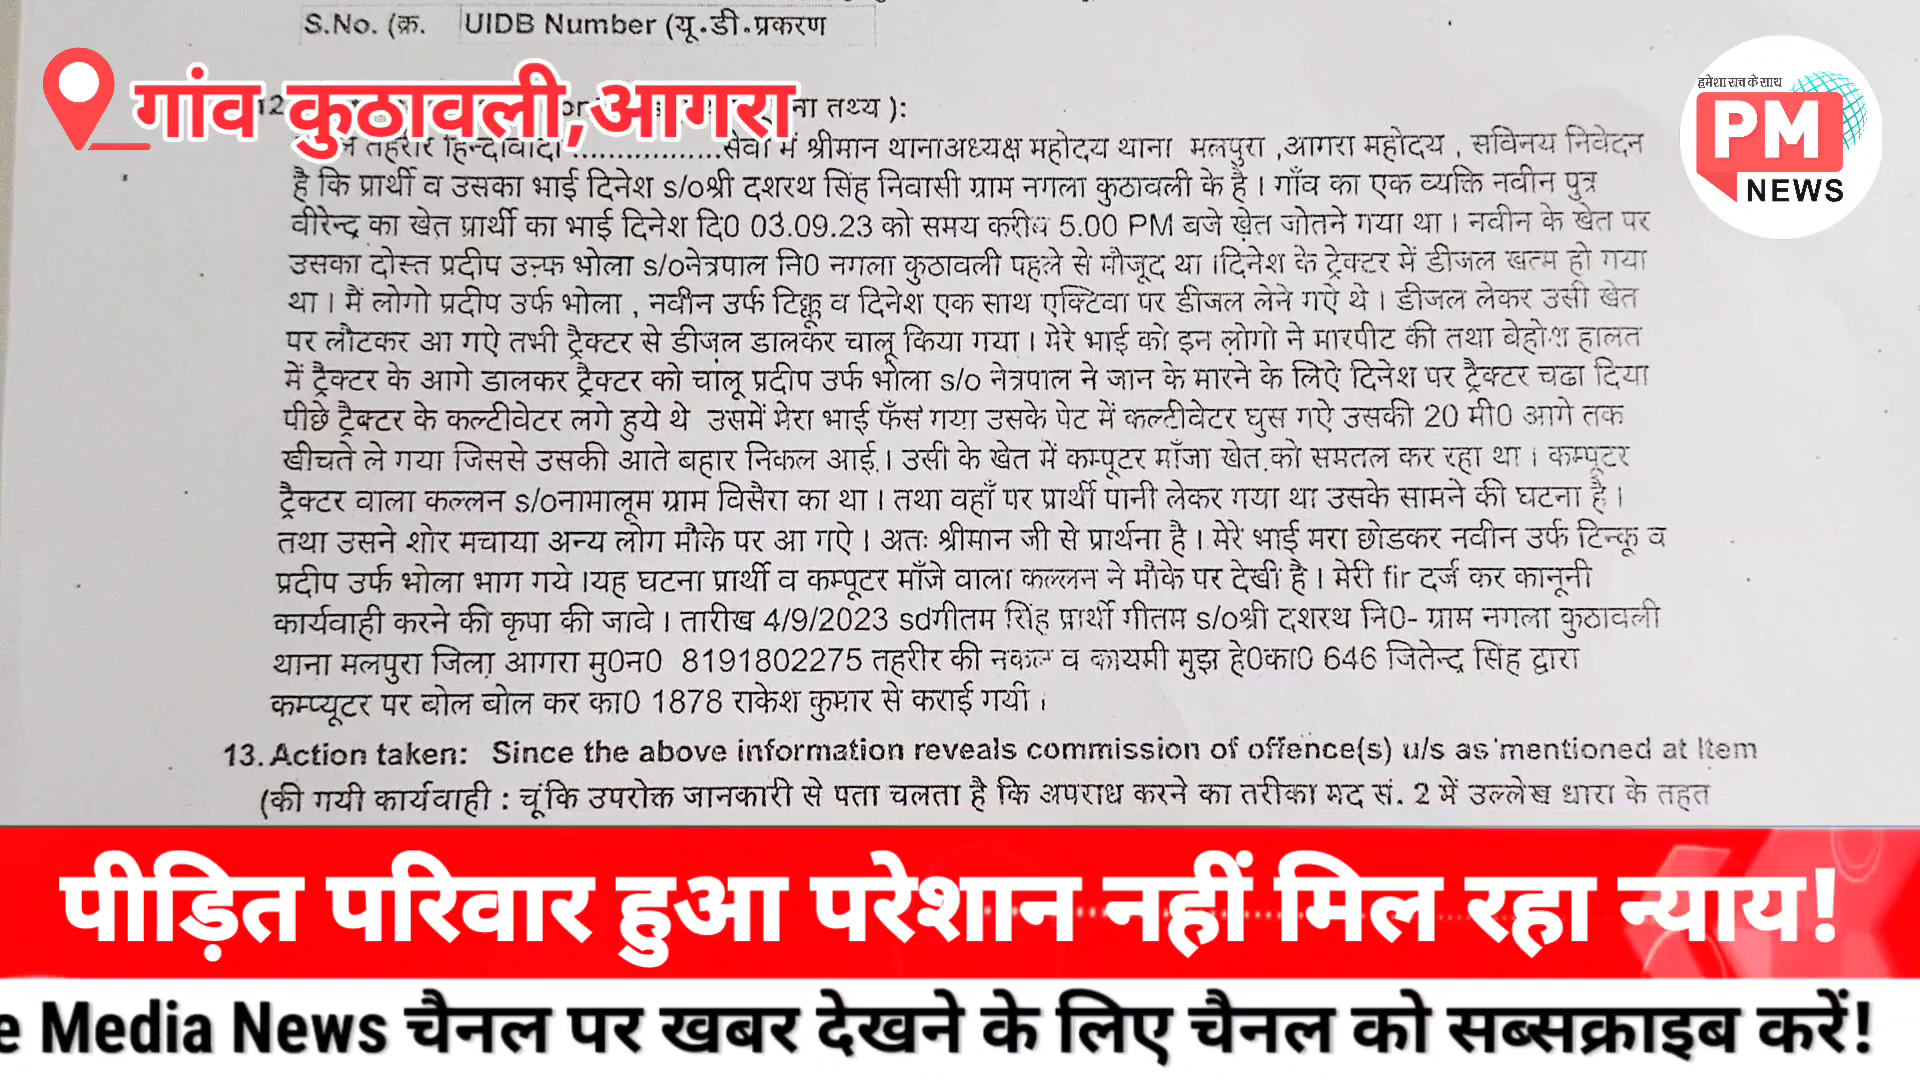 S.No. (क्र. UIDB Number (यू.डी.प्रकरण
गांव कुठावली,आगरा
हमेशा सच के साथ
PM
NEWS
12 ना तथ्य ):
तहरीर हिन्दीवादी ..................सेवा में श्रीमान थानाअध्यक्ष महोदय थाना मलपुरा ,आगरा महोदय , सविनय निवेदन
है कि प्रार्थी व उसका भाई दिनेश s/oश्री दशरथ सिंह निवासी ग्राम नगला कुठावली के है । गाँव का एक व्यक्ति नवीन पुत्र
वीरेन्द्र का खेत प्रार्थी का भाई दिनेश दि0 03.09.23 को समय करीब 5.00 PM बजे खेत जोतने गया था । नवीन के खेत पर
उसका दोस्त प्रदीप उर्फ भोला s/oनेत्रपाल नि0 नगला कुठावली पहले से मौजूद था ।दिनेश के ट्रेक्टर में डीजल खत्म हो गया
था । मैं लोगो प्रदीप उर्फ भोला , नवीन उर्फ टिक्कू व दिनेश एक साथ एक्टिवा पर डीजल लेने गऐ थे । डीजल लेकर उसी खेत
पर लौटकर आ गऐ तभी ट्रैक्टर से डीजल डालकर चालू किया गया । मेरे भाई को इन लोगो ने मारपीट की तथा बेहोश हालत
में ट्रैक्टर के आगे डालकर ट्रैक्टर को चालू प्रदीप उर्फ भोला s/o नेत्रपाल ने जान के मारने के लिऐ दिनेश पर ट्रैक्टर चढा दिया
पीछे ट्रैक्टर के कल्टीवेटर लगे हुये थे उसमें मेरा भाई फँस गया उसके पेट में कल्टीवेटर घुस गऐ उसकी 20 मी0 आगे तक
खीचते ले गया जिससे उसकी आते बहार निकल आई । उसी के खेत में कम्पूटर माँजा खेत को समतल कर रहा था । कम्पूटर
ट्रैक्टर वाला कल्लन s/oनामालूम ग्राम विसैरा का था । तथा वहाँ पर प्रार्थी पानी लेकर गया था उसके सामने की घटना है ।
तथा उसने शोर मचाया अन्य लोग मौके पर आ गऐ । अतः श्रीमान जी से प्रार्थना है । मेरे भाई मरा छोडकर नवीन उर्फ टिन्कू व
प्रदीप उर्फ भोला भाग गये ।यह घटना प्रार्थी व कम्पूटर माँजे वाला कल्लन ने मौके पर देखी है । मेरी fir दर्ज कर कानूनी
कार्यवाही करने की कृपा की जावे । तारीख 4/9/2023 sdगीतम सिंह प्रार्थी गीतम s/oश्री दशरथ नि0- ग्राम नगला कुठावली
थाना मलपुरा जिला आगरा मु0न0 8191802275 तहरीर की नकल व कायमी मुझ हे0का0 646 जितेन्द्र सिंह द्वारा
कम्प्यूटर पर बोल बोल कर का0 1878 राकेश कुमार से कराई गयी ।
13. Action taken: Since the above information reveals commission of offence(s) u/s as mentioned at Item
(की गयी कार्यवाही : चूंकि उपरोक्त जानकारी से पता चलता है कि अपराध करने का तरीका मद सं. 2 में उल्लेख धारा के तहत
पीड़ित परिवार हुआ परेशान नहीं मिल रहा न्याय!
e Media News चैनल पर खबर देखने के लिए चैनल को सब्सक्राइब करें!